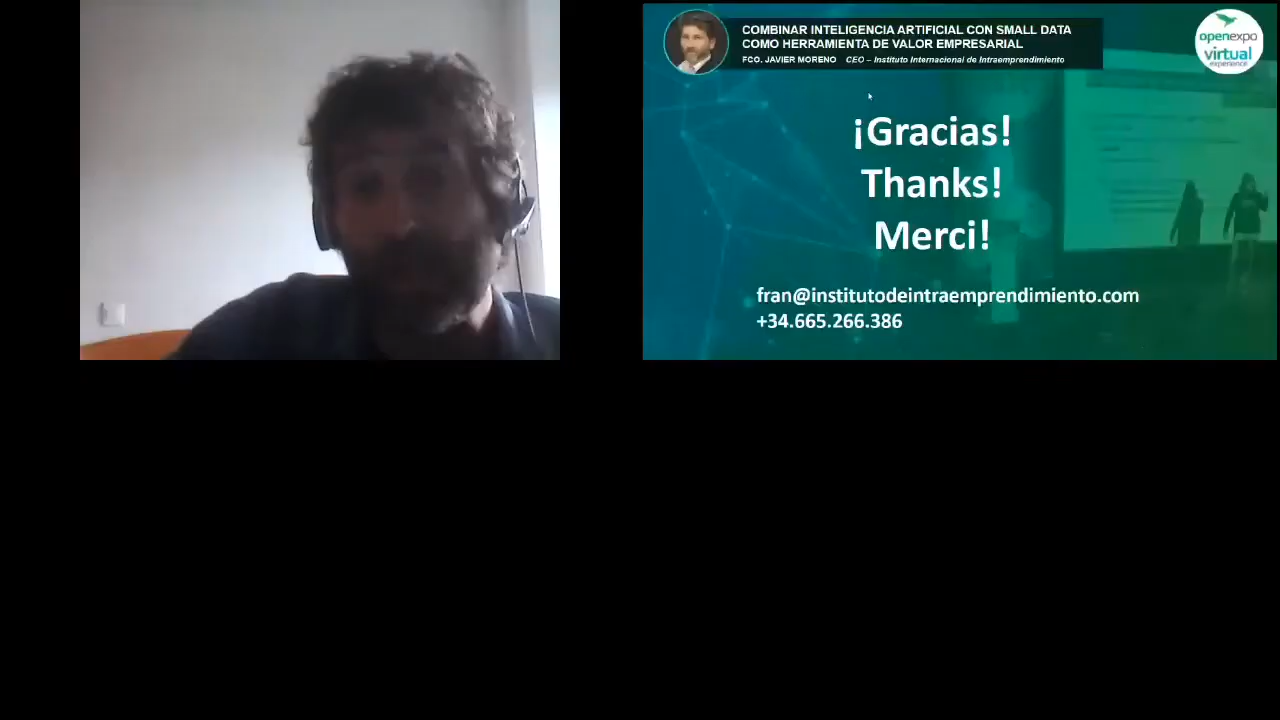 COMBINAR INTELIGENCIA ARTIFICIAL CON SMALL DATA
COMO HERRAMIENTA DE VALOR EMPRESARIAL
FCO. JAVIER MORENO CEO – Instituto Internacional de Intraemprendimiento
openexpo
virtual
experience
¡Gracias!
Thanks!
Merci!
fran@institutodeintraemprendimiento.com
+34.665.266.386